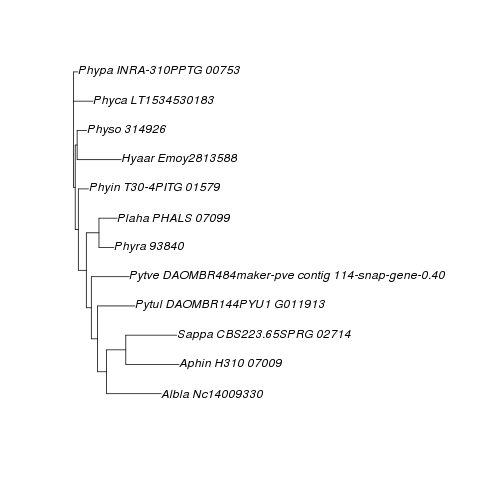 Phypa INRA-310PPTG 00753
Phyca LT1534530183
Physo 314926
Hyaar Emoy2813588
Phyin T30-4PITG 01579
Plaha PHALS 07099
Phyra 93840
Pytve DAOMBR484maker-pve contig 114-snap-gene-0.40
Pytul DAOMBR144PYU1 G011913
Sappa CBS223.65SPRG 02714
Aphin H310 07009
Albla Nc14009330